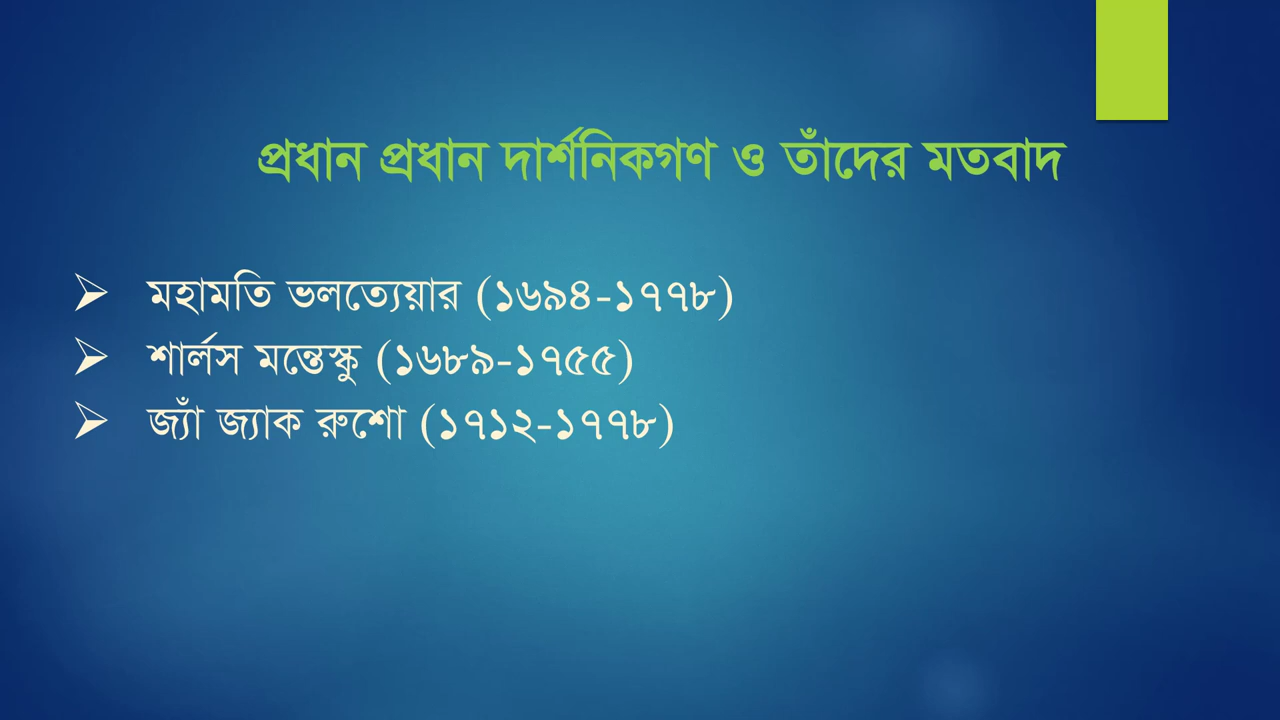 প্রধান প্রধান দার্শনিকগণ ও তাঁদের মতবাদ
➢ মহামতি ভলত্যেয়ার (১৬৯৪-১৭৭৮)
➢ শার্লস মন্তেস্কু (১৬৮৯-১৭৫৫)
➢ জ্যাঁ জ্যাক রুশো (১৭১২-১৭৭৮)